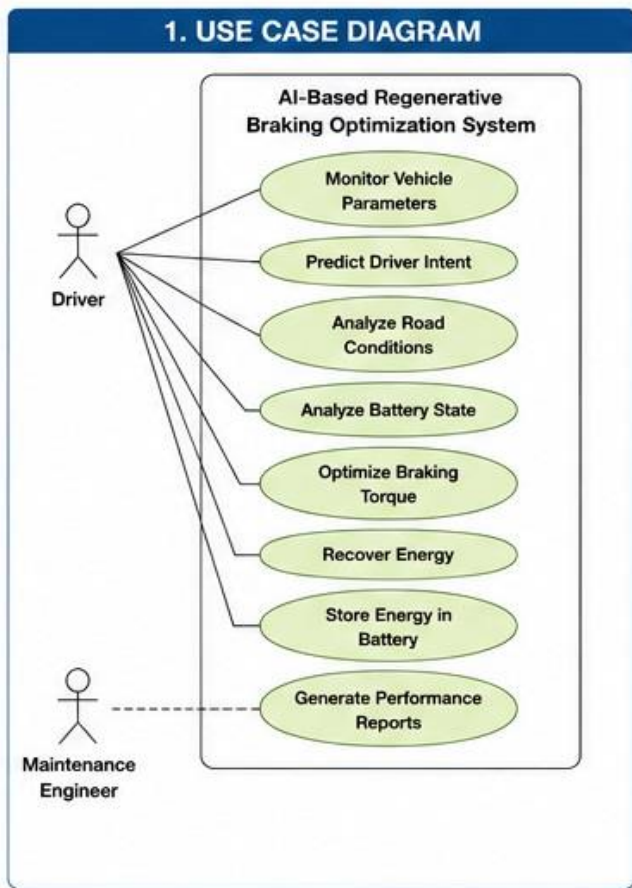 1. USE CASE DIAGRAM
AI-Based Regenerative
Braking Optimization System
Monitor Vehicle
Parameters
Predict Driver Intent
Driver
Analyze Road
Conditions
Analyze Battery State
Optimize Braking
Torque
Recover Energy
Store Energy in
Battery
Generate Performance
Reports
Maintenance
Engineer